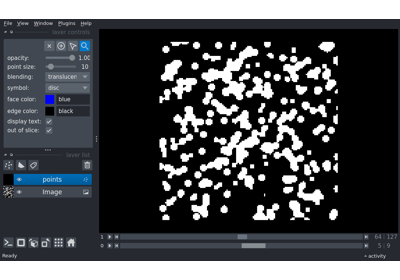 File View Window Plugins Help
layer controls
opacity: 1.00
point size: 10
blending: translucen
symbol: disc
face color: blue
edge color: black
display text:
out of slice:
layer list
points
Image
1 64 127
0 5 9
Ready activity